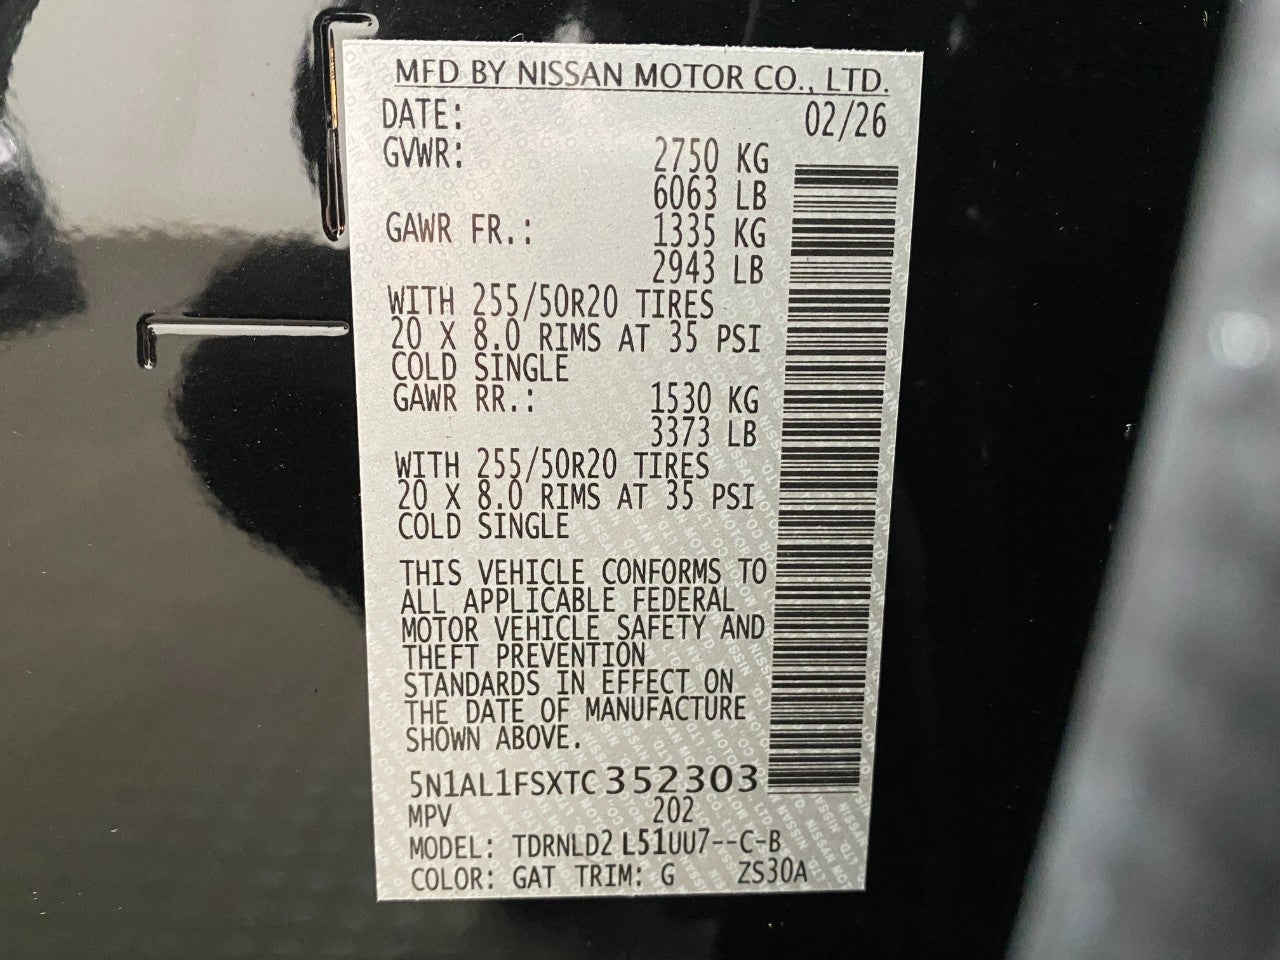 MFD BY NISSAN MOTOR CO., LTD.
DATE: 02/26
GVWR: 2750 KG
6063 LB
GAWR FR.: 1335 KG
2943 LB
WITH 255/50R20 TIRES
20 X 8.0 RIMS AT 35 PSI
COLD SINGLE
GAWR RR.: 1530 KG
3373 LB
WITH 255/50R20 TIRES
20 X 8.0 RIMS AT 35 PSI
COLD SINGLE
THIS VEHICLE CONFORMS TO
ALL APPLICABLE FEDERAL
MOTOR VEHICLE SAFETY AND
THEFT PREVENTION
STANDARDS IN EFFECT ON
THE DATE OF MANUFACTURE
SHOWN ABOVE.
5N1AL1FSXTC352303
MPV 202
MODEL: TDRNLD2 L51UU7--C-B
COLOR: GAT TRIM: G ZS30A